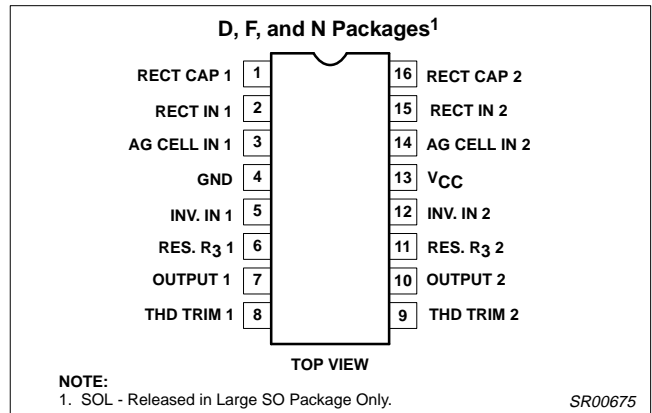 D, F, and N Packages1
RECT CAP 1 1 16 RECT CAP 2
RECT IN 1 2 15 RECT IN 2
AG CELL IN 1 3 14 AG CELL IN 2
GND 4 13 VCC
INV. IN 1 5 12 INV. IN 2
RES. R3 1 6 11 RES. R3 2
OUTPUT 1 7 10 OUTPUT 2
THD TRIM 1 8 9 THD TRIM 2
TOP VIEW
NOTE:
1. SOL - Released in Large SO Package Only.
SR00675